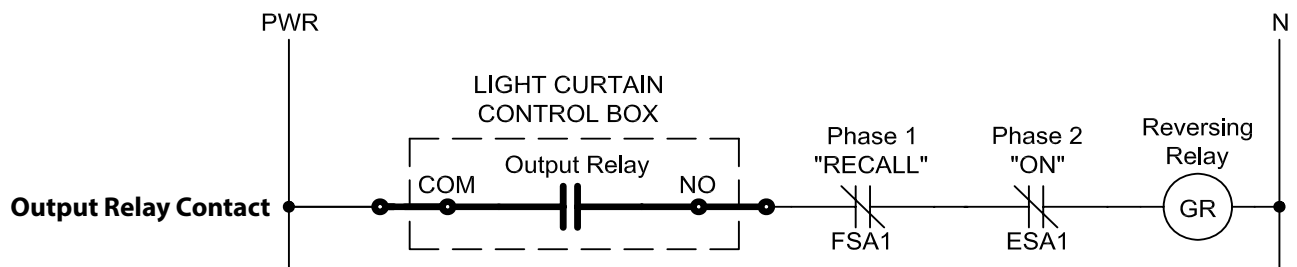 PWR
N
LIGHT CURTAIN
CONTROL BOX
Phase 1
"RECALL"
Phase 2
"ON"
Reversing
Relay
Output Relay
COM
NO
Output Relay Contact
GR
FSA1
ESA1